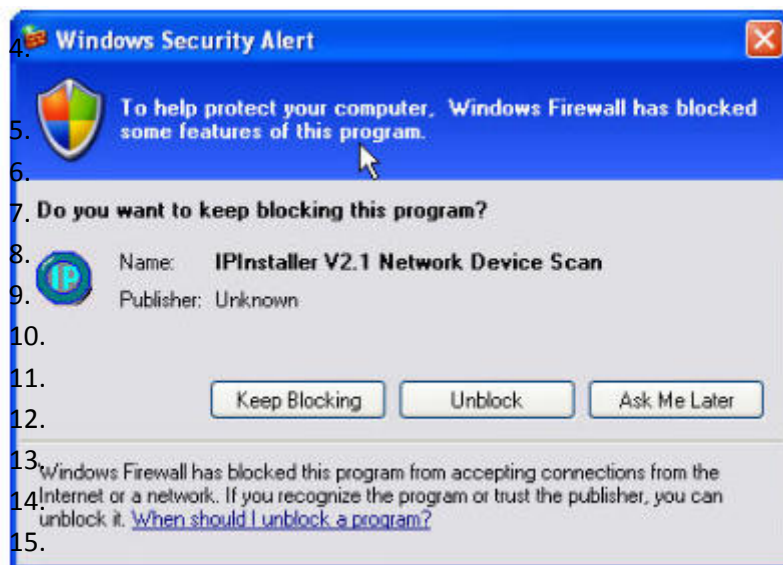 4. Windows Security Alert
To help protect your computer, Windows Firewall has blocked
5. some features of this program.
6.
7. Do you want to keep blocking this program?
8. Name: IPInstaller V2.1 Network Device Scan
IP
9. Publisher: Unknown
10.
11. Keep Blocking Unblock Ask Me Later
12.
13. Windows Firewall has blocked this program from accepting connections from the
14. Internet or a network. If you recognize the program or trust the publisher, you can
unblock it. When should I unblock a program?
15.